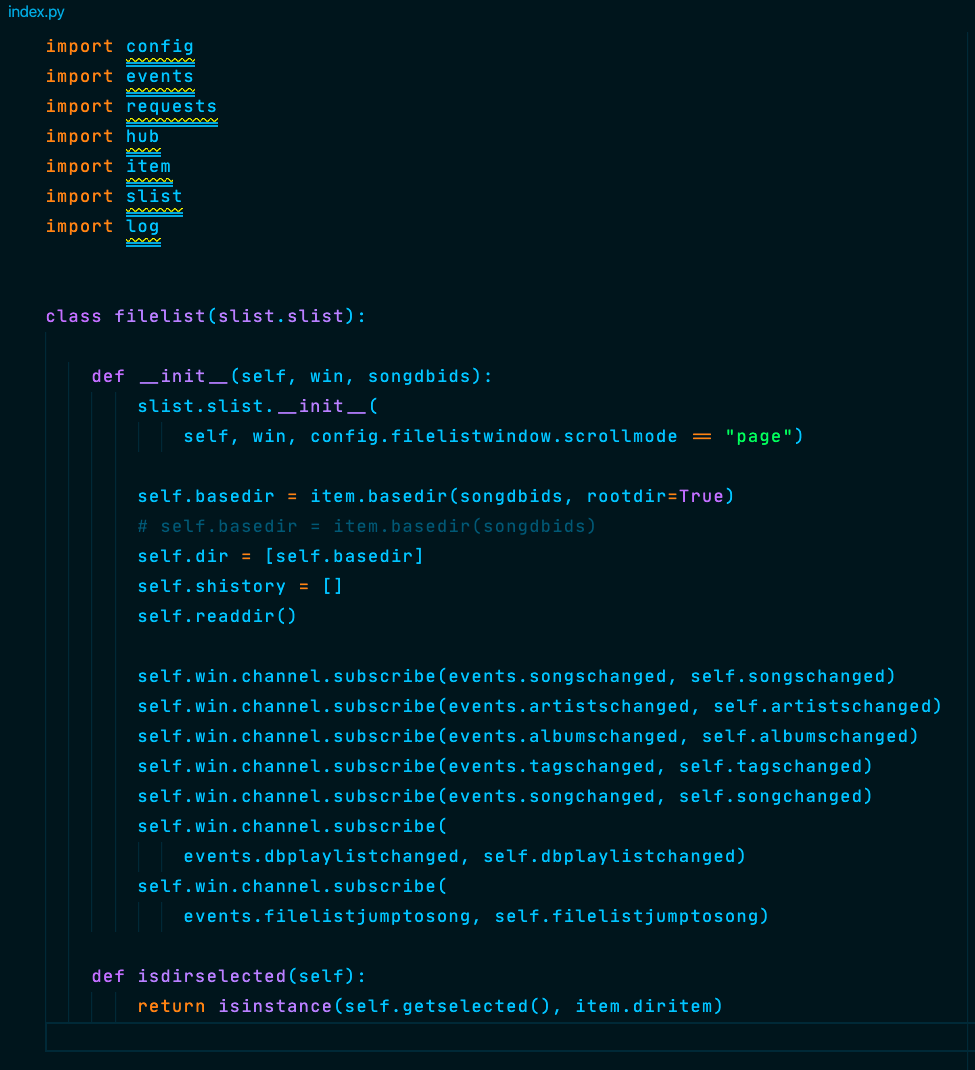 index.py
import config
import events
import requests
import hub
import item
import slist
import log
class filelist(slist.slist):
def __init__(self, win, songdbids):
slist.slist.__init__(
self, win, config.filelistwindow.scrollmode == "page")
self.basedir = item.basedir(songdbids, rootdir=True)
# self.basedir = item.basedir(songdbids)
self.dir = [self.basedir]
self.shistory = []
self.readdir()
self.win.channel.subscribe(events.songschanged, self.songschanged)
self.win.channel.subscribe(events.artistschanged, self.artistschanged)
self.win.channel.subscribe(events.albumschanged, self.albumschanged)
self.win.channel.subscribe(events.tagschanged, self.tagschanged)
self.win.channel.subscribe(events.songchanged, self.songchanged)
self.win.channel.subscribe(
events.dbplaylistchanged, self.dbplaylistchanged)
self.win.channel.subscribe(
events.filelistjumptosong, self.filelistjumptosong)
def isdirselected(self):
return isinstance(self.getselected(), item.diritem)